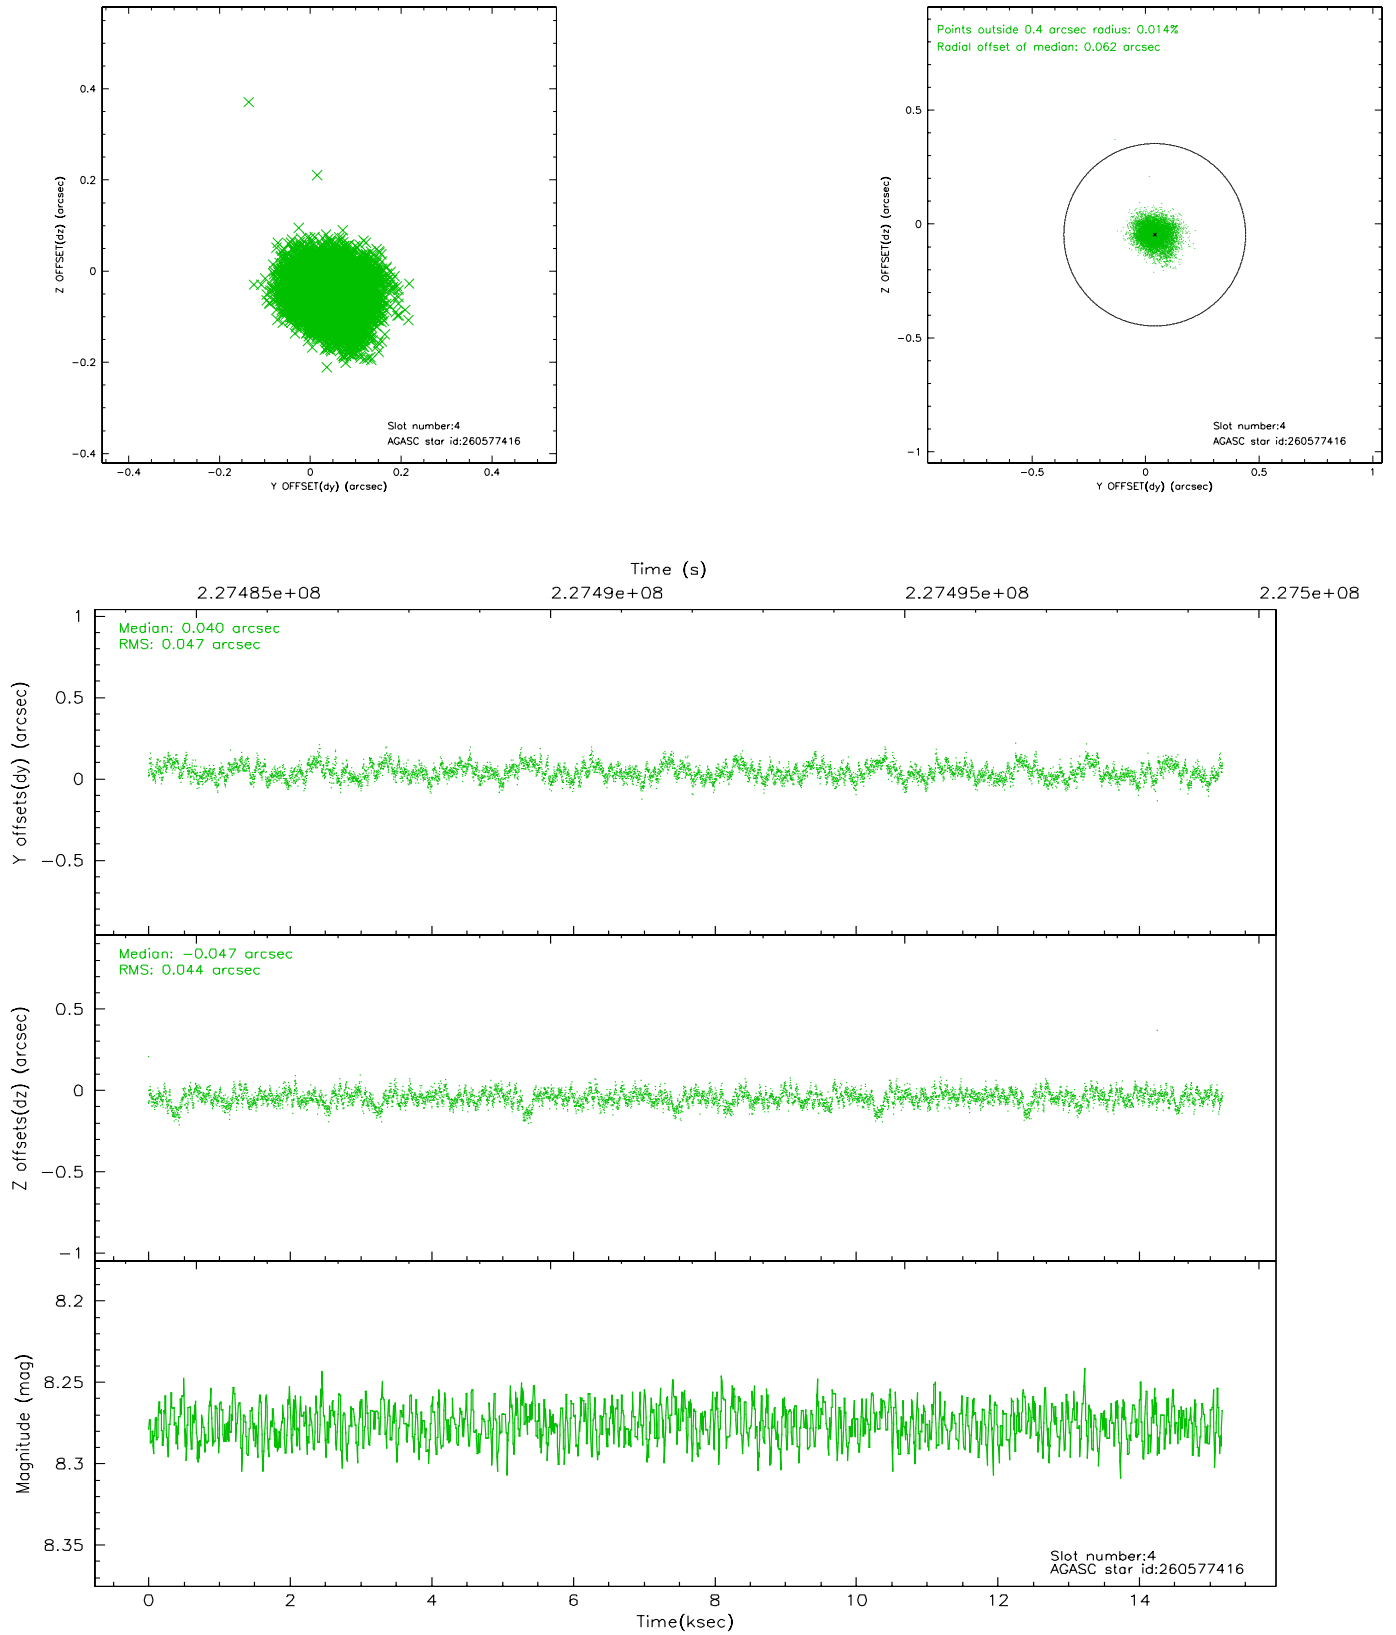 0.4
0.2
0
−0.2
−0.4
Z OFFSET(dz) (arcsec)
Slot number:4
AGASC star id:260577416
−0.4 −0.2 0 0.2 0.4
Y OFFSET(dy) (arcsec)
Points outside 0.4 arcsec radius: 0.014%
Radial offset of median: 0.062 arcsec
0.5
0
−0.5
−1
Z OFFSET(dz) (arcsec)
Slot number:4
AGASC star id:260577416
−0.5 0 0.5 1
Y OFFSET(dy) (arcsec)
Time (s)
2.27485e+08 2.2749e+08 2.27495e+08 2.275e+08
Median: 0.040 arcsec
RMS: 0.047 arcsec
1
0.5
0
−0.5
Y offsets(dy) (arcsec)
Median: −0.047 arcsec
RMS: 0.044 arcsec
0.5
0
−0.5
−1
Z offsets(dz) (arcsec)
8.2
8.25
8.3
8.35
Magnitude (mag)
Slot number:4
AGASC star id:260577416
0 2 4 6 8 10 12 14
Time(ksec)